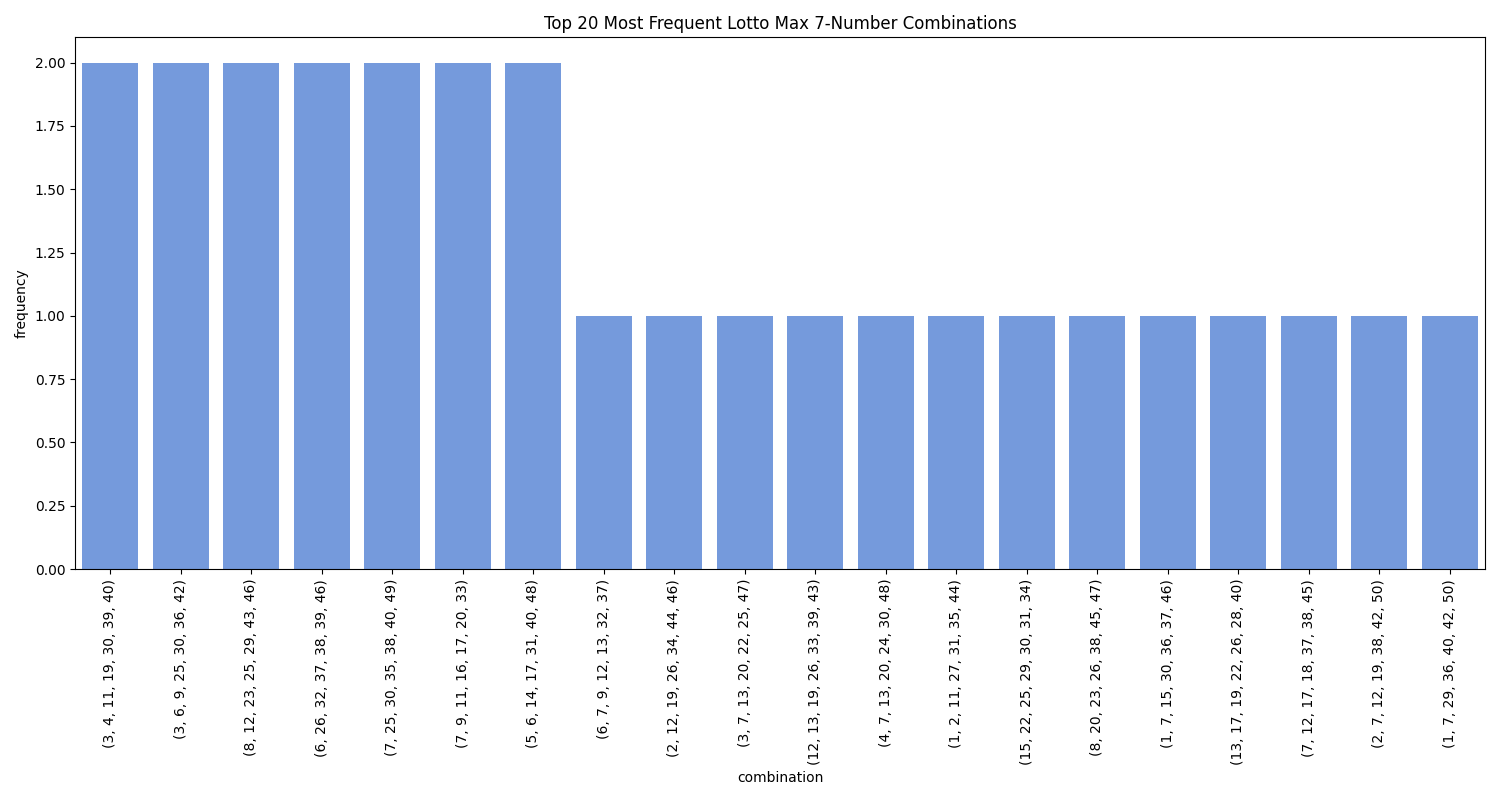 Top 20 Most Frequent Lotto Max 7-Number Combinations
frequency
2.00
1.75
1.50
1.25
1.00
0.75
0.50
0.25
0.00
(3, 4, 11, 19, 30, 39, 40)
(3, 6, 9, 25, 30, 36, 42)
(8, 12, 23, 25, 29, 43, 46)
(6, 26, 32, 37, 38, 39, 46)
(7, 25, 30, 35, 38, 40, 49)
(7, 9, 11, 16, 17, 20, 33)
(5, 6, 14, 17, 31, 40, 48)
(6, 7, 9, 12, 13, 32, 37)
(2, 12, 19, 26, 34, 44, 46)
(3, 7, 13, 20, 22, 25, 47)
(12, 13, 19, 26, 33, 39, 43)
(4, 7, 13, 20, 24, 30, 48)
(1, 2, 11, 27, 31, 35, 44)
(15, 22, 25, 29, 30, 31, 34)
(8, 20, 23, 26, 38, 45, 47)
(1, 7, 15, 30, 36, 37, 46)
(13, 17, 19, 22, 26, 28, 40)
(7, 12, 17, 18, 37, 38, 45)
(2, 7, 12, 19, 38, 42, 50)
(1, 7, 29, 36, 40, 42, 50)
combination